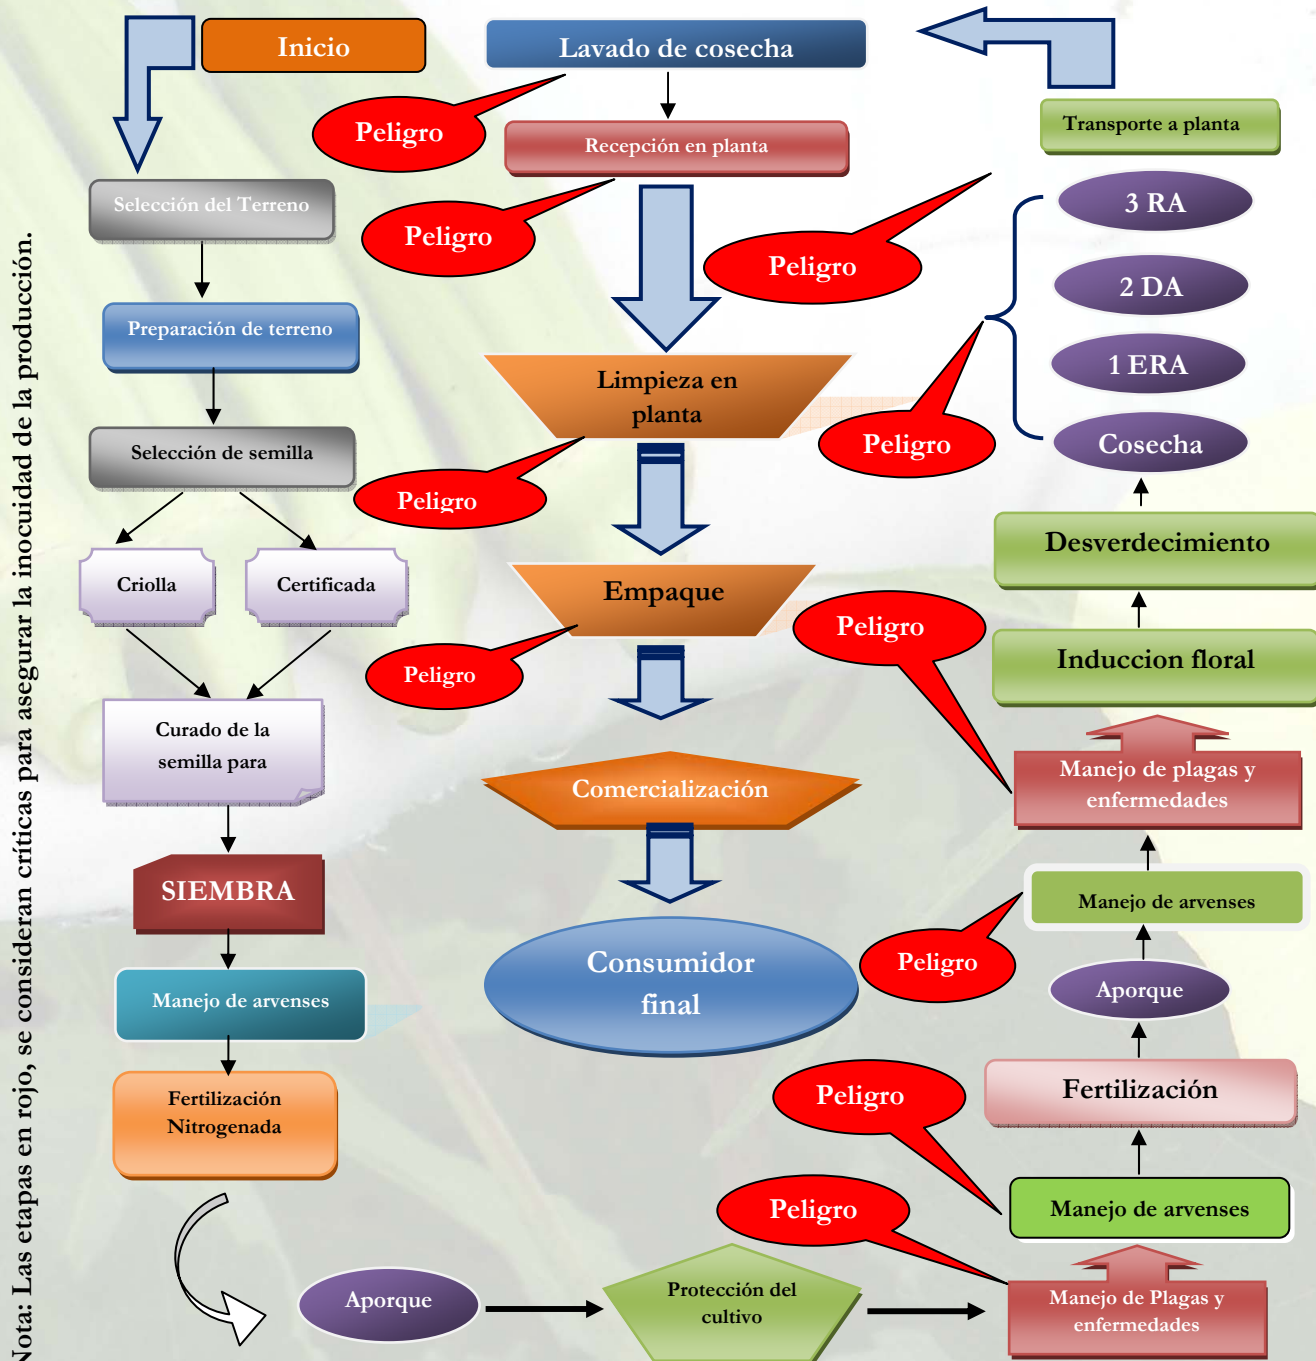 Inicio
Selección del Terreno
Preparación de terreno
Selección de semilla
Criolla
Certificada
Curado de la
semilla para
SIEMBRA
Manejo de arvenses
Fertilización
Nitrogenada
Aporque
Protección del
cultivo
Manejo de Plagas y
enfermedades
Peligro
Manejo de arvenses
Peligro
Fertilización
Aporque
Manejo de arvenses
Peligro
Manejo de plagas y
enfermedades
Peligro
Induccion floral
Desverdecimiento
Cosecha
1 ERA
2 DA
3 RA
Peligro
Transporte a planta
Peligro
Lavado de cosecha
Peligro
Recepción en planta
Peligro
Limpieza en
planta
Peligro
Empaque
Peligro
Comercialización
Consumidor
final
Nota: Las etapas en rojo, se consideran críticas para asegurar la inocuidad de la producción.